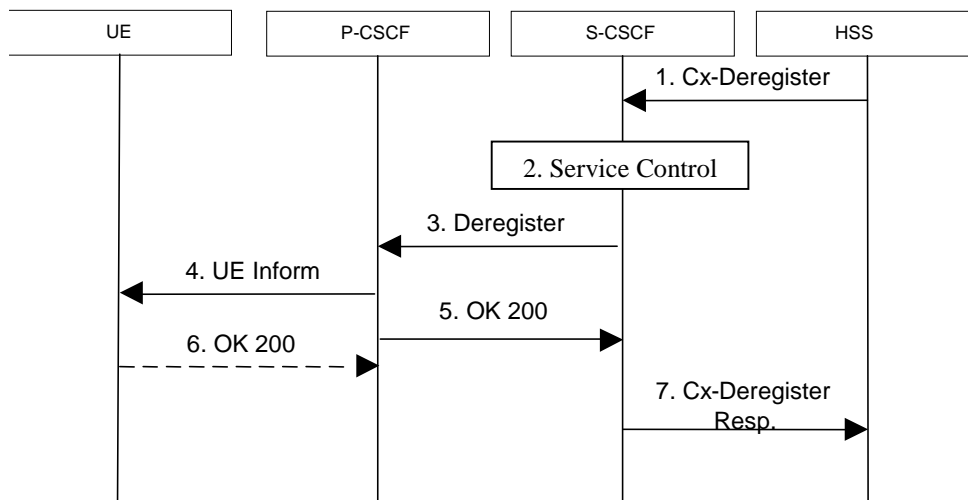 UE
P-CSCF
S-CSCF
HSS
1. Cx-Deregister
2. Service Control
3. Deregister
4. UE Inform
5. OK 200
6. OK 200
7. Cx-Deregister
Resp.